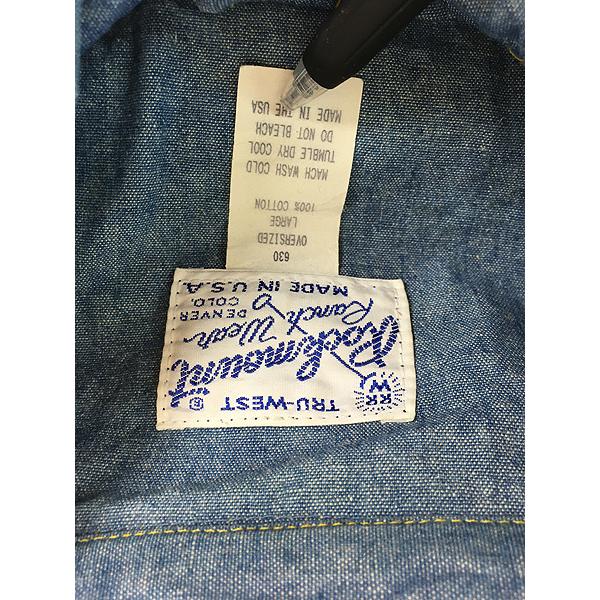 TRU-WEST
®
RR
W
Rockmount
Ranch Wear
DENVER
COLO.
MADE IN U.S.A.
630
OVERSIZED
LARGE
100% COTTON
MACH WASH COLD
TUMBLE DRY COOL
DO NOT BLEACH
MADE IN THE USA